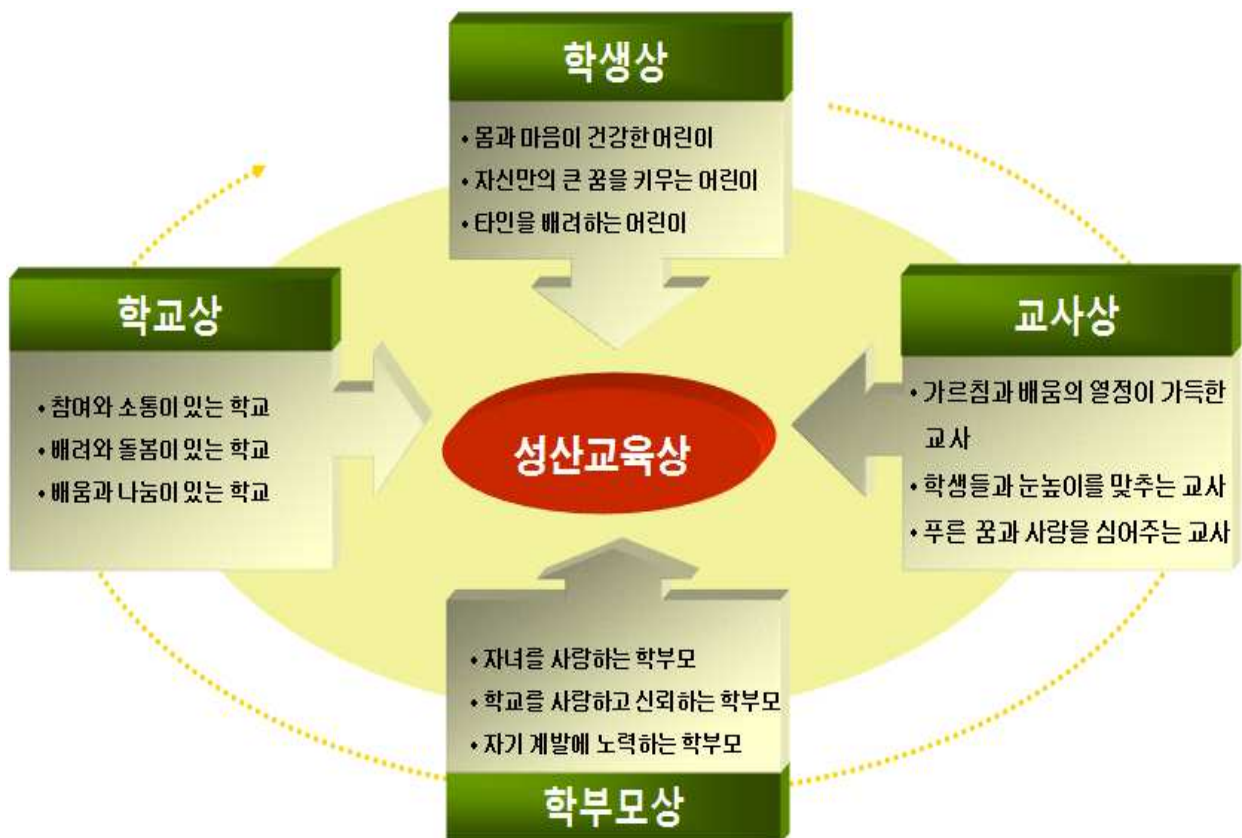 학생상
• 몸과 마음이 건강한 어린이
• 자신만의 큰 꿈을 키우는 어린이
• 타인을 배려하는 어린이
학교상
• 참여와 소통이 있는 학교
• 배려와 돌봄이 있는 학교
• 배움과 나눔이 있는 학교
성산교육상
교사상
• 가르침과 배움의 열정이 가득한
교사
• 학생들과 눈높이를 맞추는 교사
• 푸른 꿈과 사랑을 심어주는 교사
• 자녀를 사랑하는 학부모
• 학교를 사랑하고 신뢰하는 학부모
• 자기 계발에 노력하는 학부모
학부모상